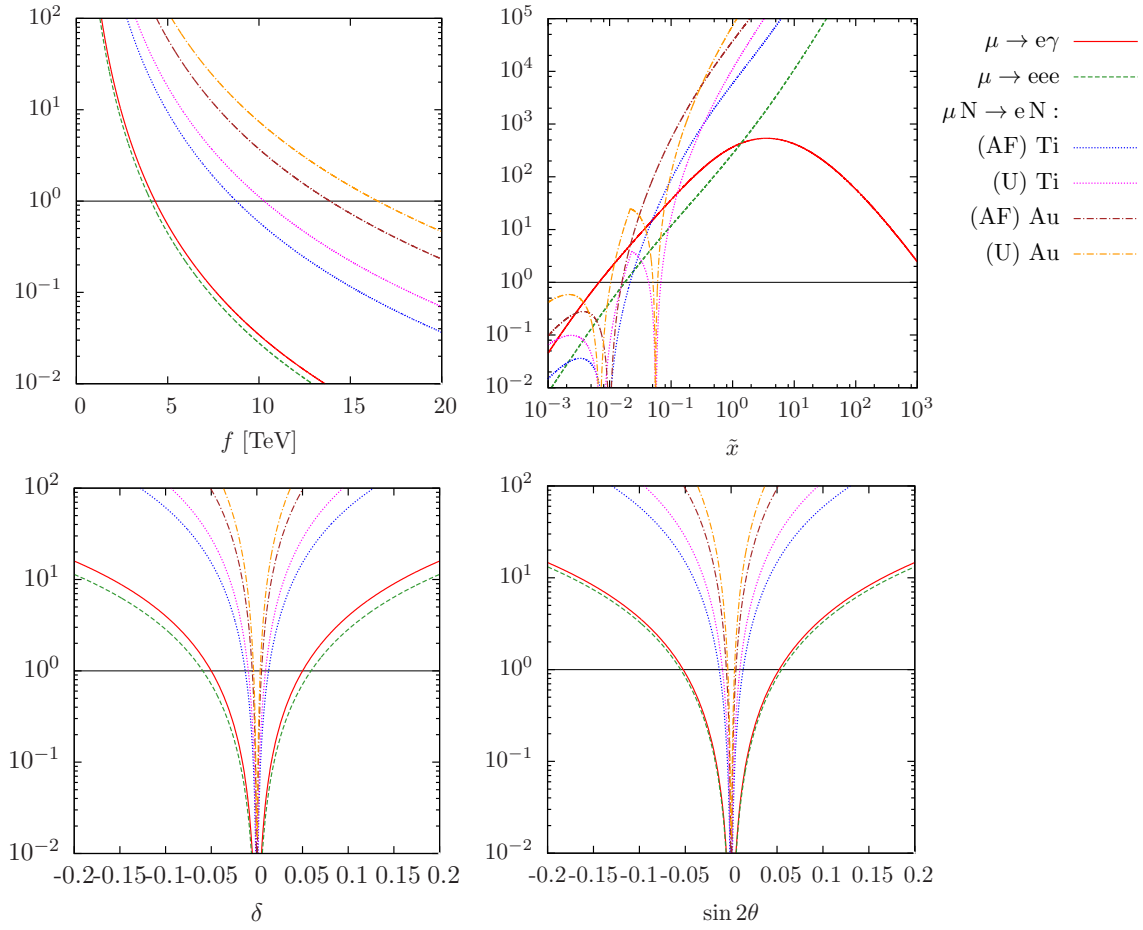 10^2
10^1
10^0
10^-1
10^-2
0 5 10 15 20
f [TeV]
10^5
10^4
10^3
10^2
10^1
10^0
10^-1
10^-2
10^-3 10^-2 10^-1 10^0 10^1 10^2 10^3
x̃
μ → eγ
μ → eee
μ N → e N :
(AF) Ti
(U) Ti
(AF) Au
(U) Au
10^2
10^1
10^0
10^-1
10^-2
-0.2 -0.15 -0.1 -0.05 0 0.05 0.1 0.15 0.2
δ
10^2
10^1
10^0
10^-1
10^-2
-0.2 -0.15 -0.1 -0.05 0 0.05 0.1 0.15 0.2
sin 2θ